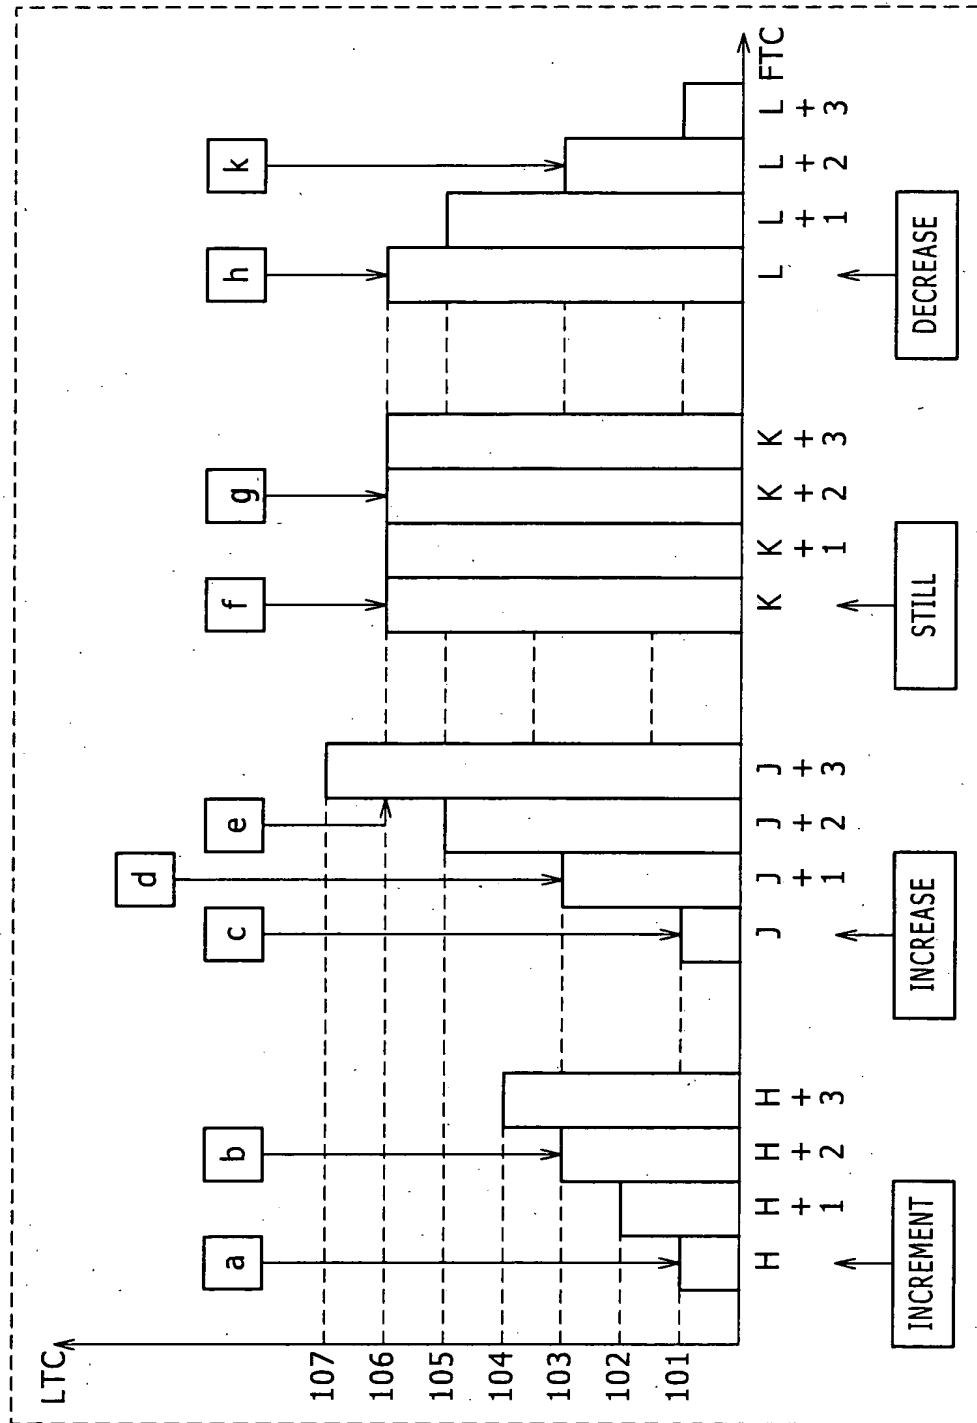 LTC
107
106
105
104
103
102
101
a
b
c
d
e
f
g
h
k
H
H+1
H+2
H+3
J
J+1
J+2
J+3
K
K+1
K+2
K+3
L
L+1
L+2
L+3
FTC
INCREMENT
INCREASE
STILL
DECREASE